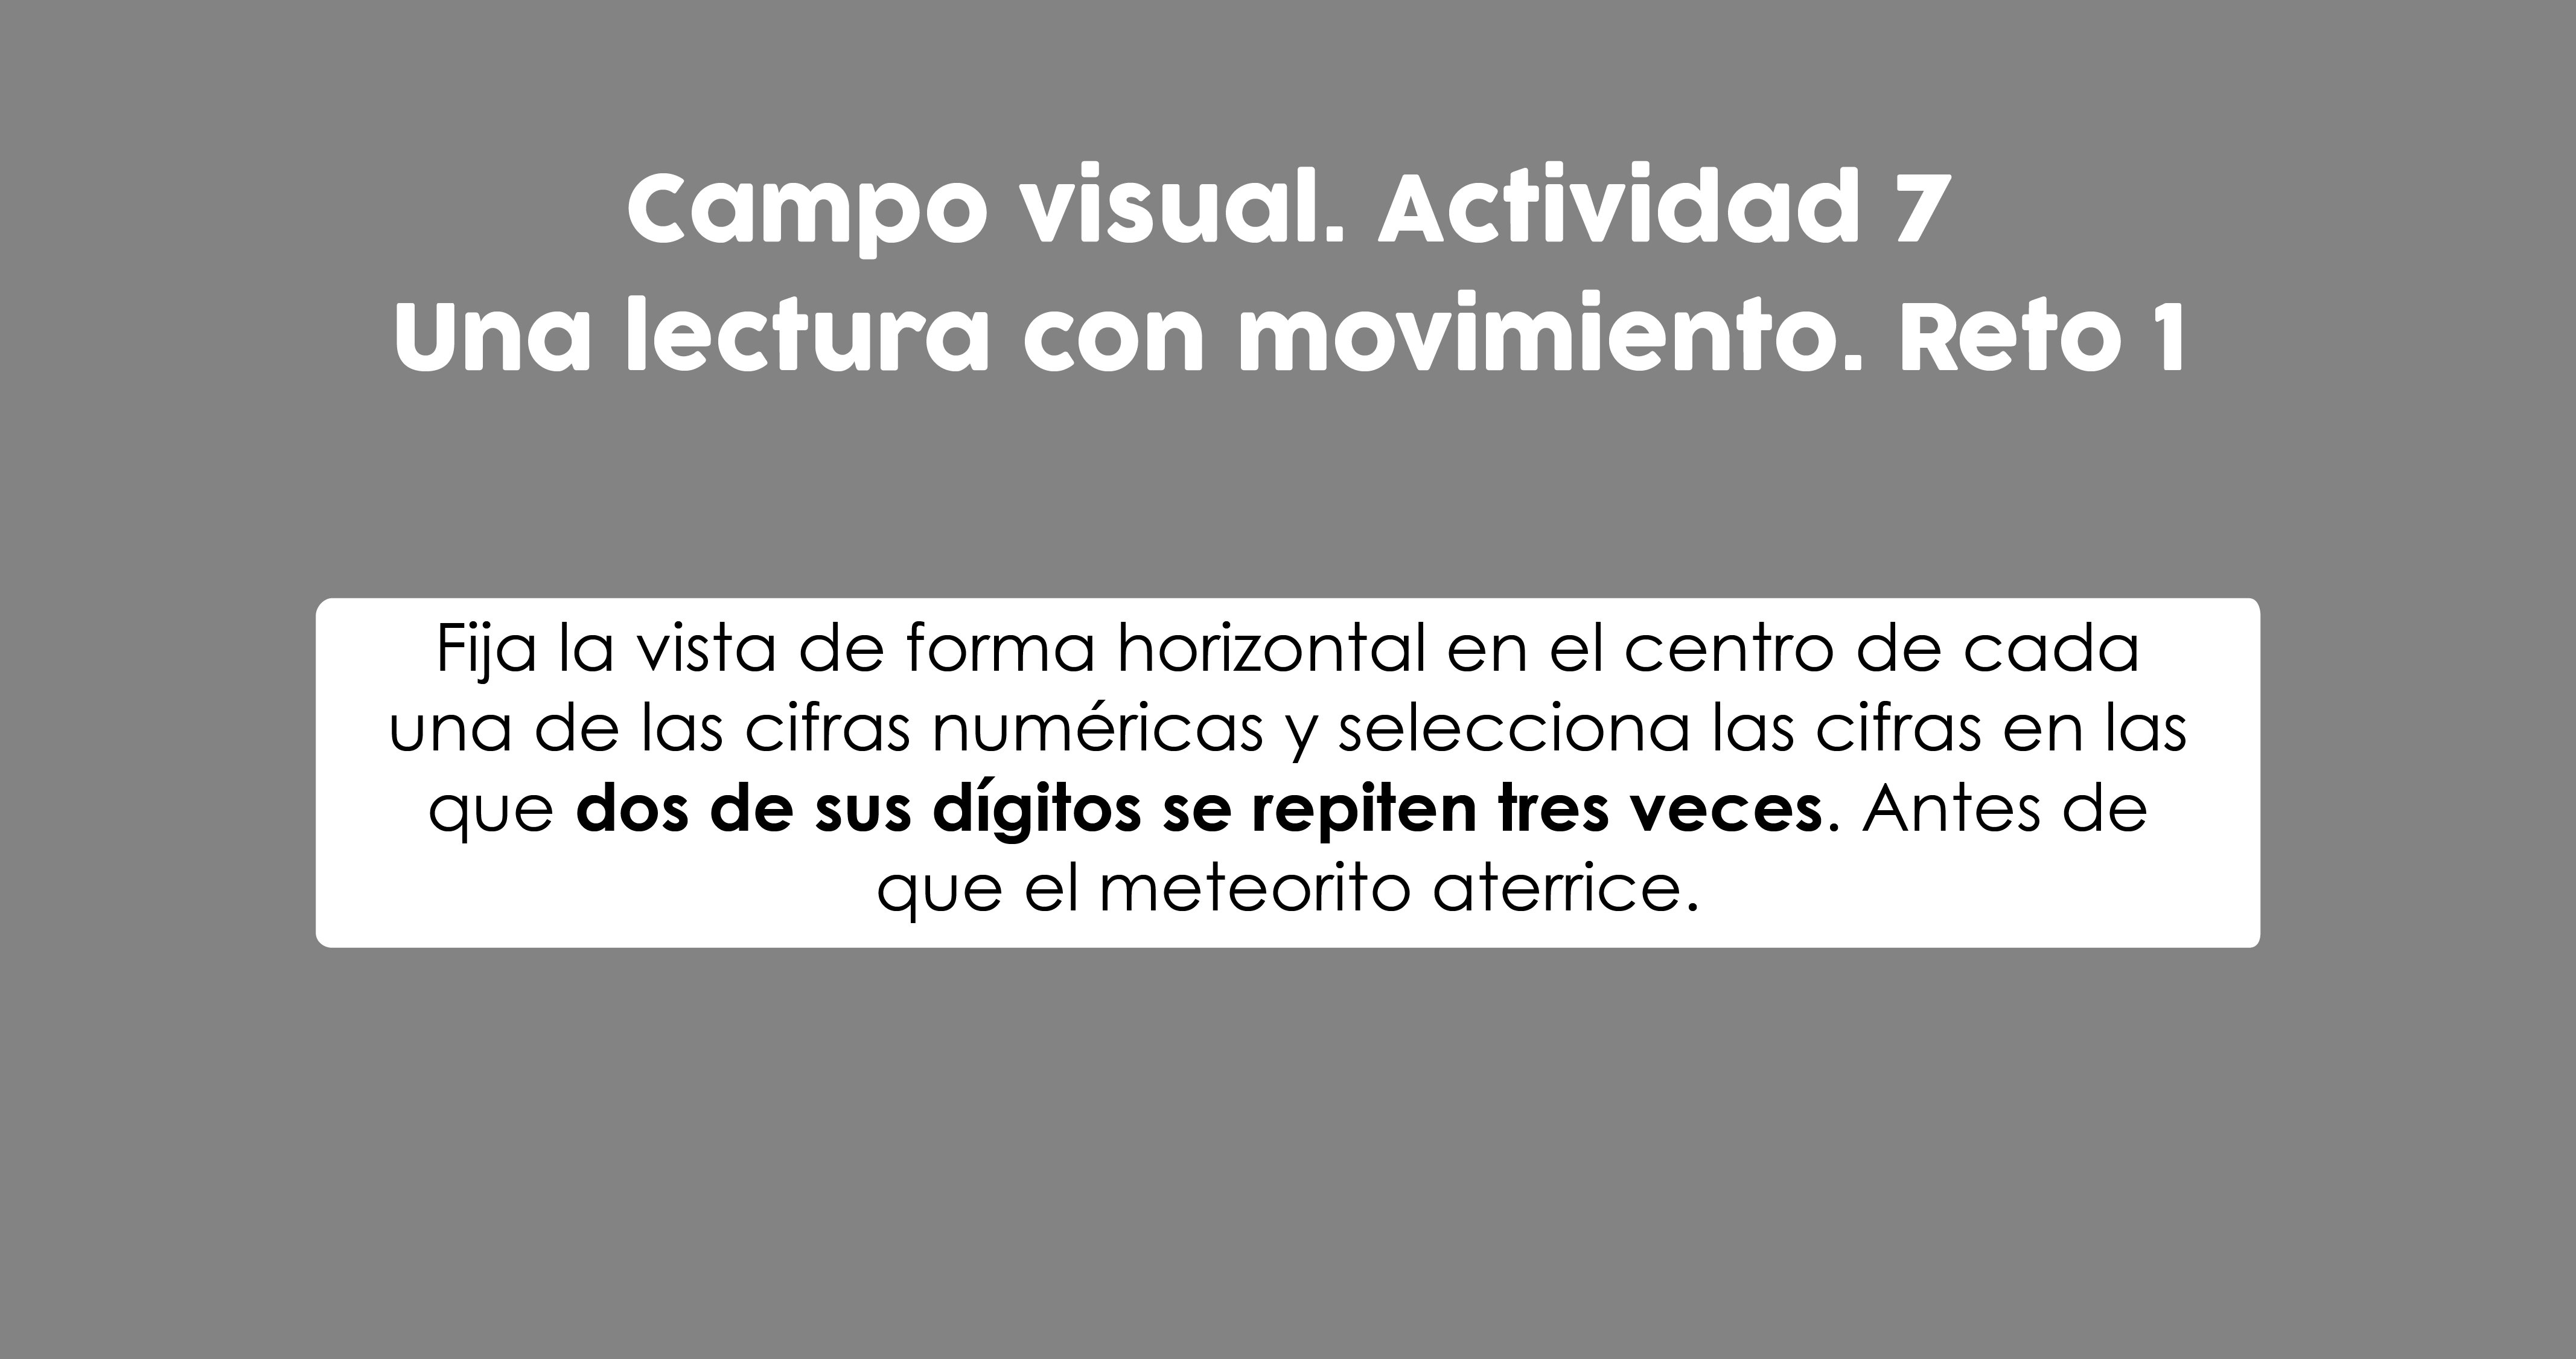 Campo visual. Actividad 7
Una lectura con movimiento. Reto 1
Fija la vista de forma horizontal en el centro de cada
una de las cifras numéricas y selecciona las cifras en las
que dos de sus dígitos se repiten tres veces. Antes de
que el meteorito aterrice.